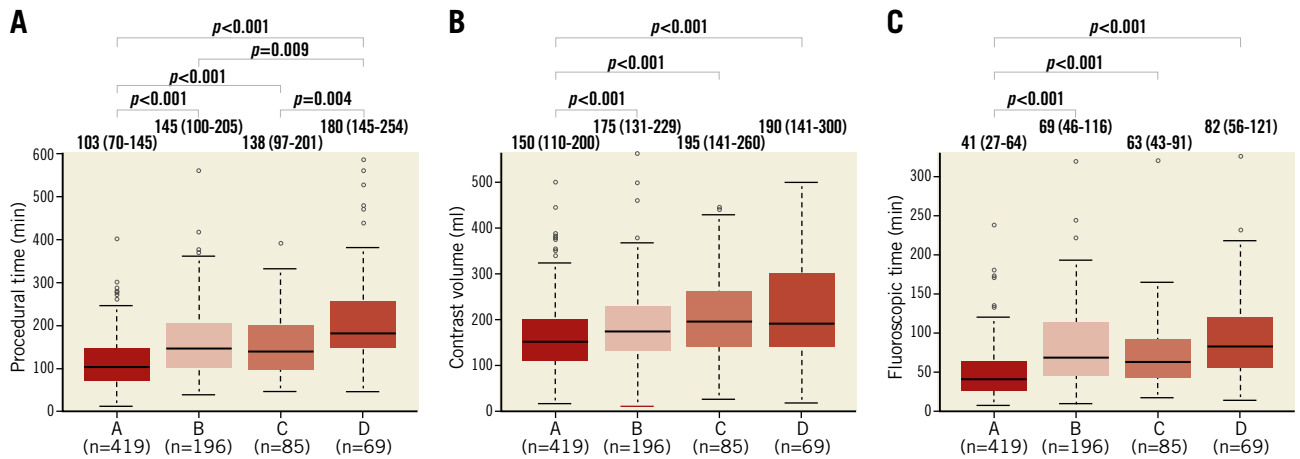 A
p<0.001
p=0.009
p<0.001
p<0.001
p=0.004
145 (100-205)
180 (145-254)
103 (70-145)
138 (97-201)
600
500
400
300
200
100
0
Procedural time (min)
A
B
C
D
(n=419)
(n=196)
(n=85)
(n=69)
B
p<0.001
p<0.001
p<0.001
175 (131-229)
190 (141-300)
150 (110-200)
195 (141-260)
500
400
300
200
100
0
Contrast volume (ml)
A
B
C
D
(n=419)
(n=196)
(n=85)
(n=69)
C
p<0.001
p<0.001
p<0.001
69 (46-116)
82 (56-121)
41 (27-64)
63 (43-91)
300
250
200
150
100
50
0
Fluoroscopic time (min)
A
B
C
D
(n=419)
(n=196)
(n=85)
(n=69)